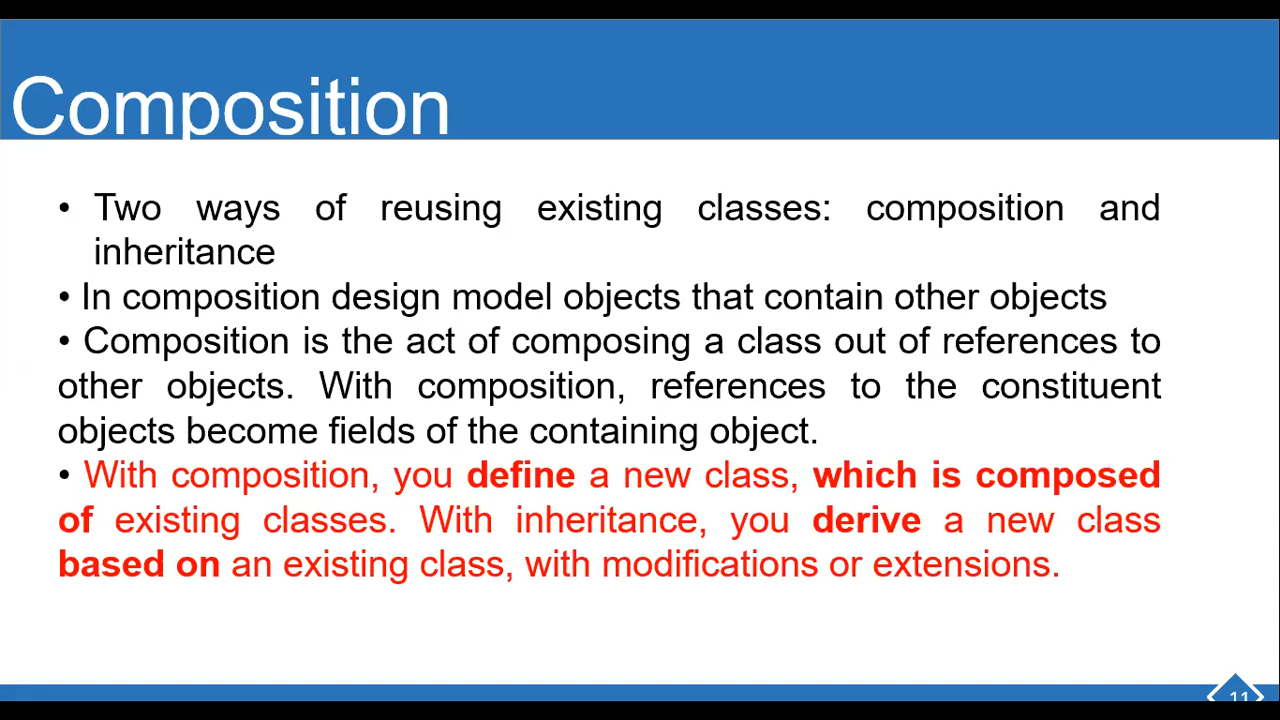 Composition
• Two ways of reusing existing classes: composition and
inheritance
• In composition design model objects that contain other objects
• Composition is the act of composing a class out of references to
other objects. With composition, references to the constituent
objects become fields of the containing object.
• With composition, you define a new class, which is composed
of existing classes. With inheritance, you derive a new class
based on an existing class, with modifications or extensions.
11